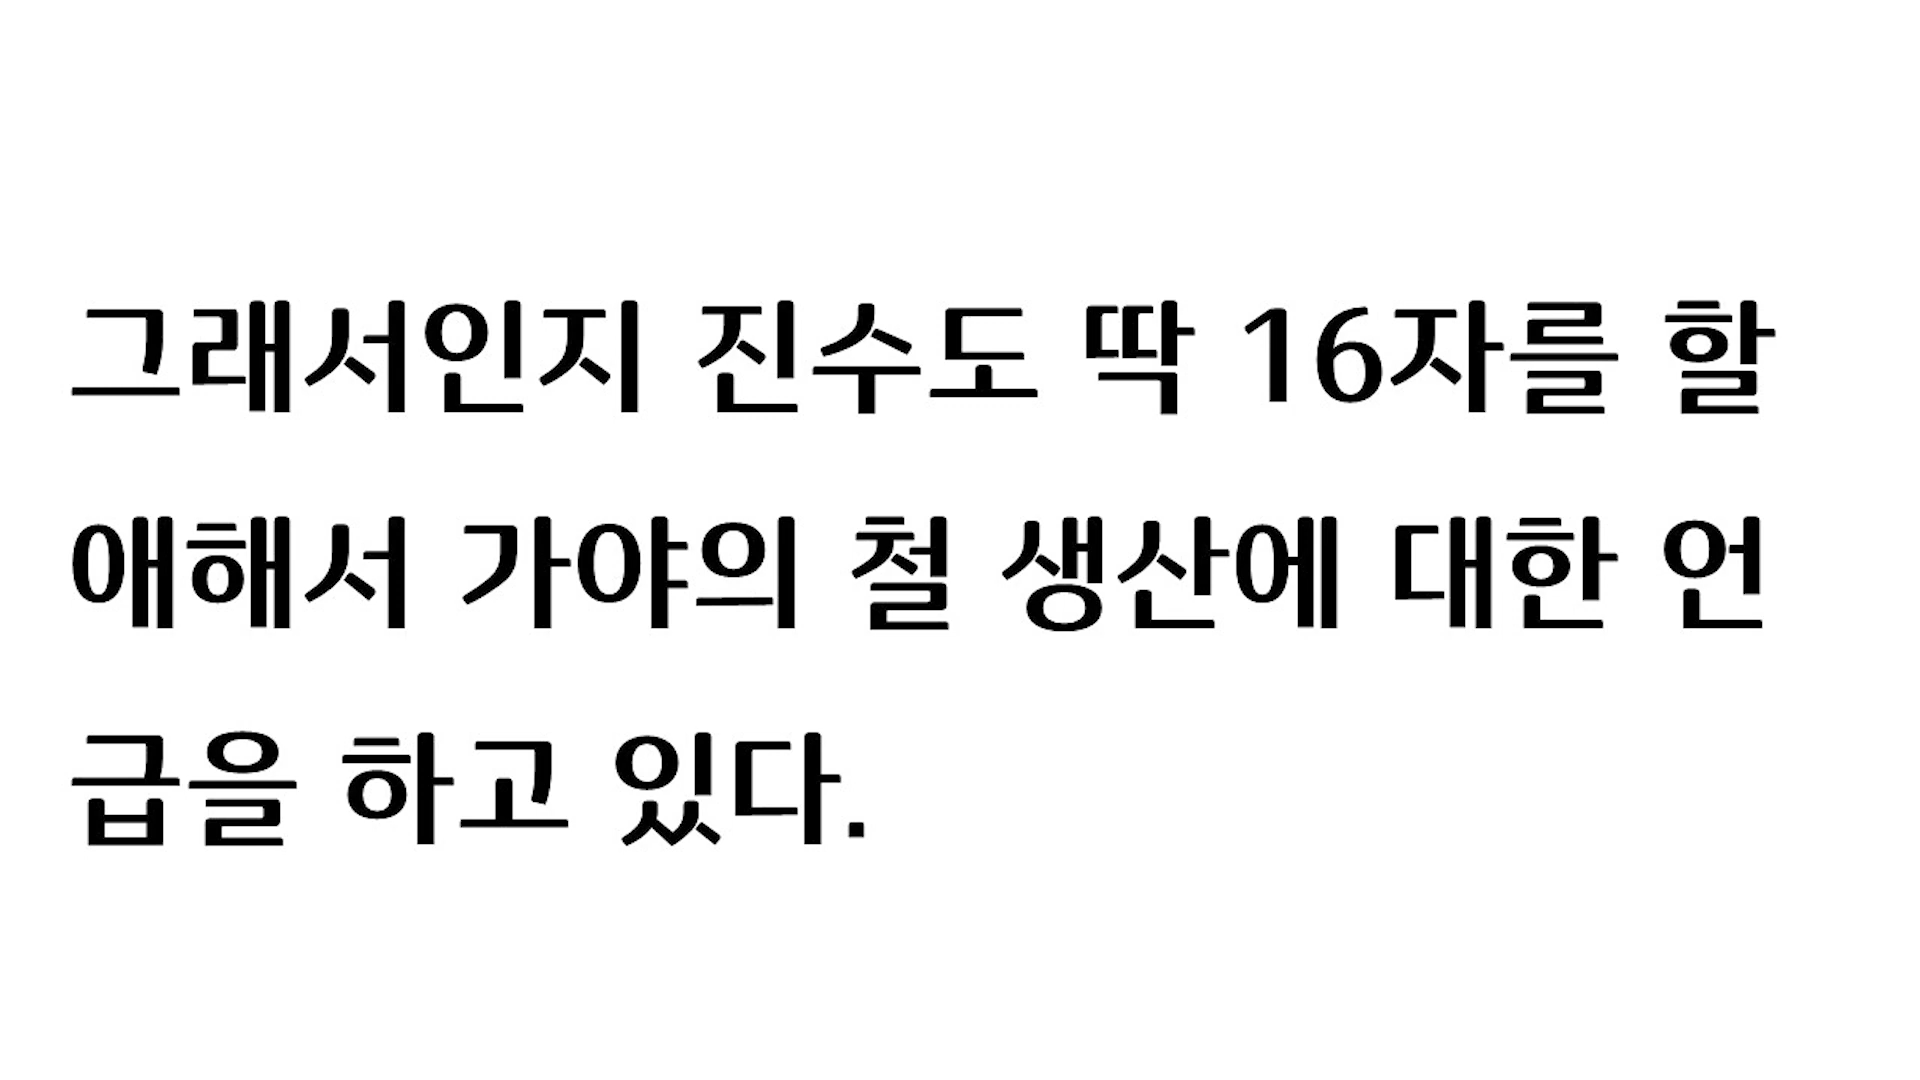 그래서인지 진수도 딱 16자를 할
애해서 가야의 철 생산에 대한 언
급을 하고 있다.